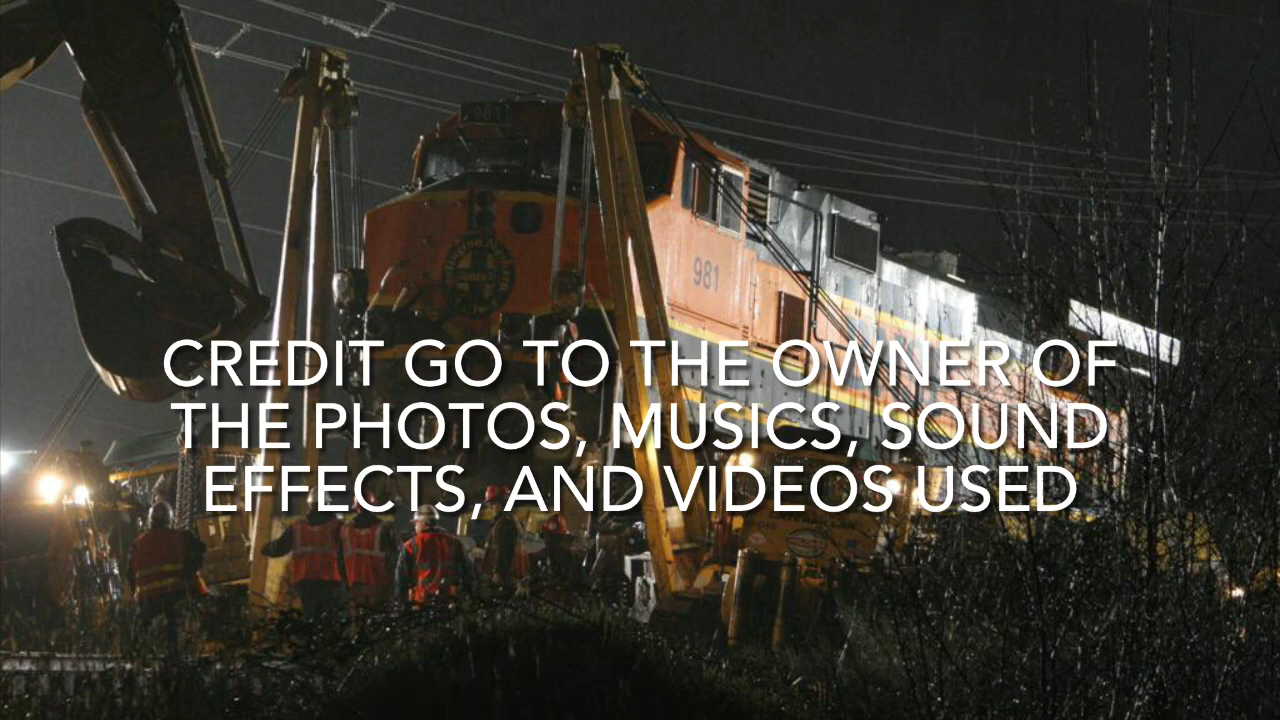 981
CREDIT GO TO THE OWNER OF
THE PHOTOS, MUSICS, SOUND
EFFECTS, AND VIDEOS USED